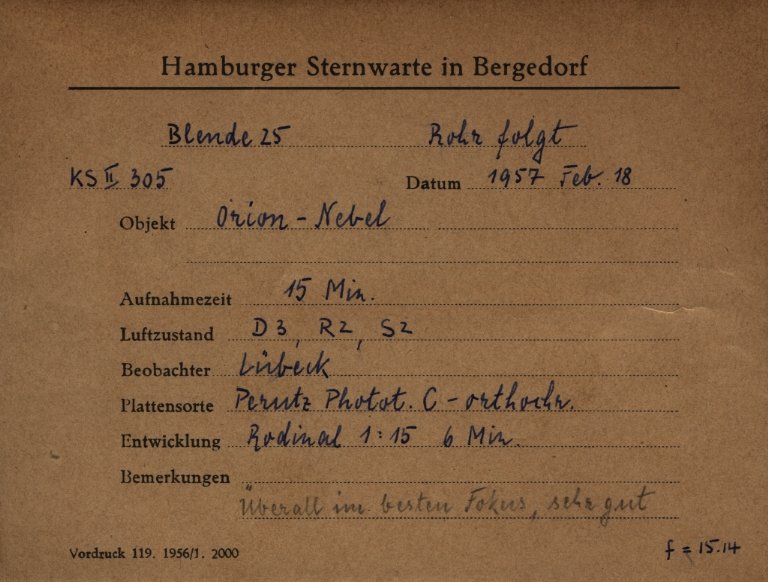 Hamburger Sternwarte in Bergedorf
Blende 25 Rohr folgt
KS II 305 Datum 1957 Feb. 18
Objekt Orion-Nebel
Aufnahmezeit 15 Min.
Luftzustand D3, R2, S2
Beobachter Lübeck
Plattensorte Perutz Photot. C-orthochr.
Entwicklung Rodinal 1:15 6 Min.
Bemerkungen
Überall im besten Fokus, sehr gut
Vordruck 119. 1956/1. 2000 f = 15.14